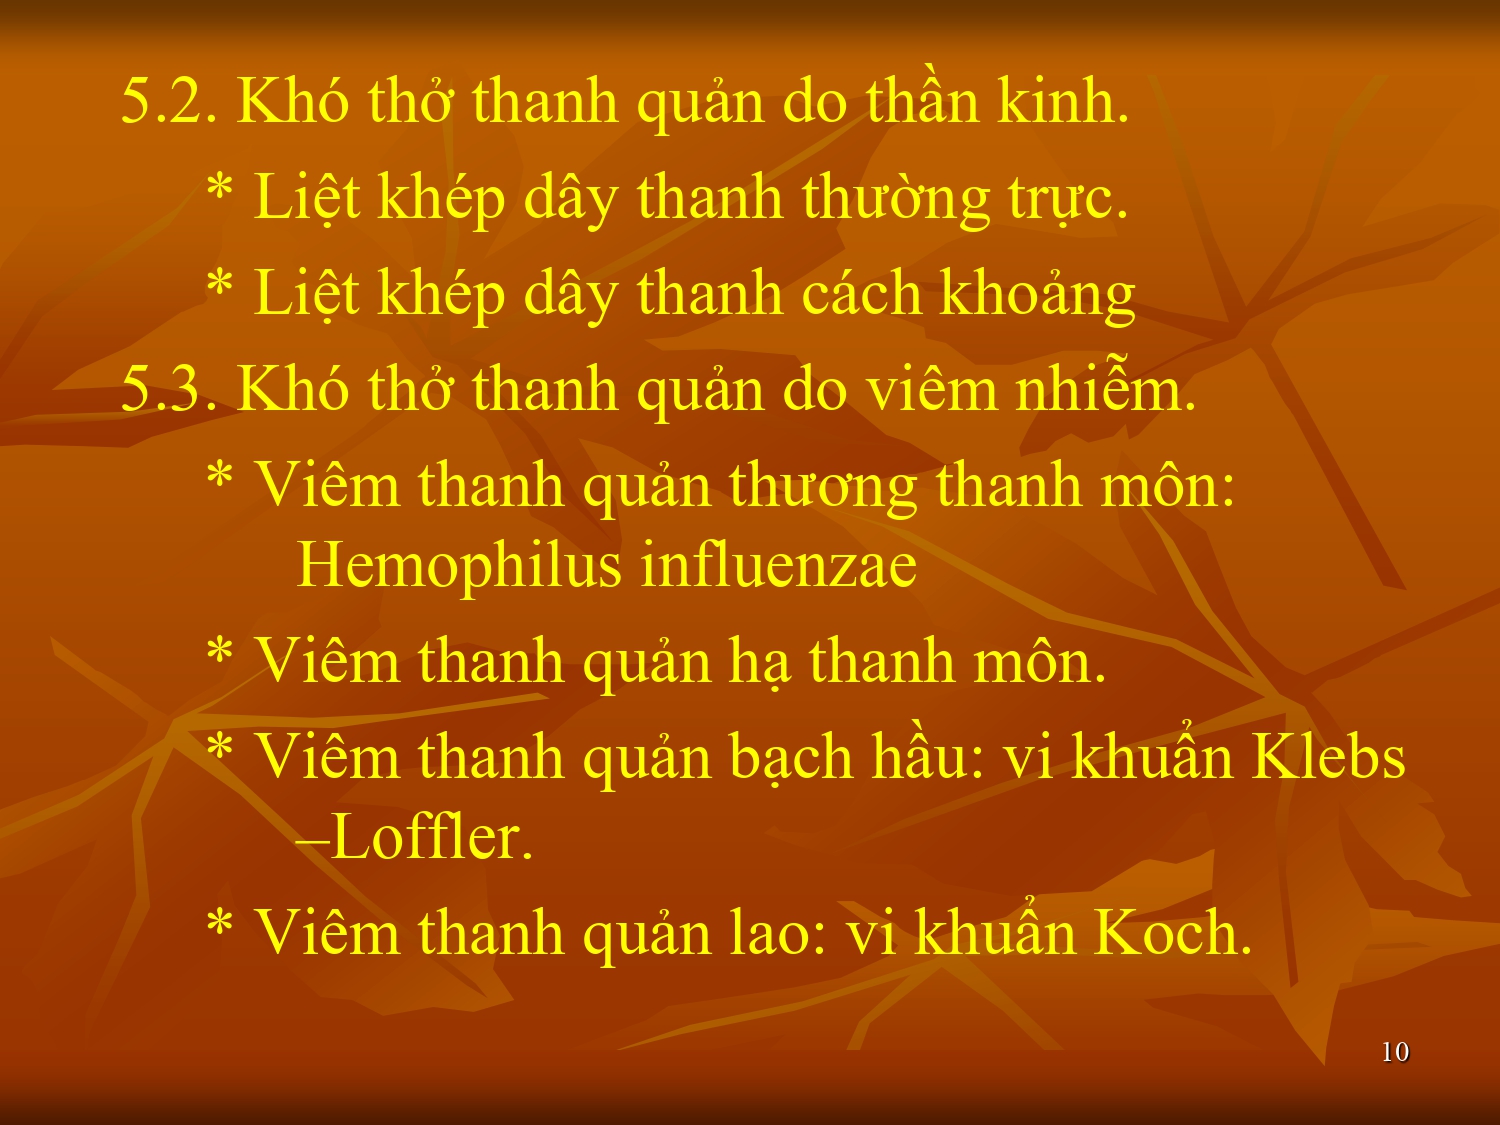 5.2. Khó thở thanh quản do thần kinh.
* Liệt khép dây thanh thường trực.
* Liệt khép dây thanh cách khoảng
5.3. Khó thở thanh quản do viêm nhiễm.
* Viêm thanh quản thương thanh môn:
Hemophilus influenzae
* Viêm thanh quản hạ thanh môn.
* Viêm thanh quản bạch hầu: vi khuẩn Klebs
–Loffler.
* Viêm thanh quản lao: vi khuẩn Koch.
10